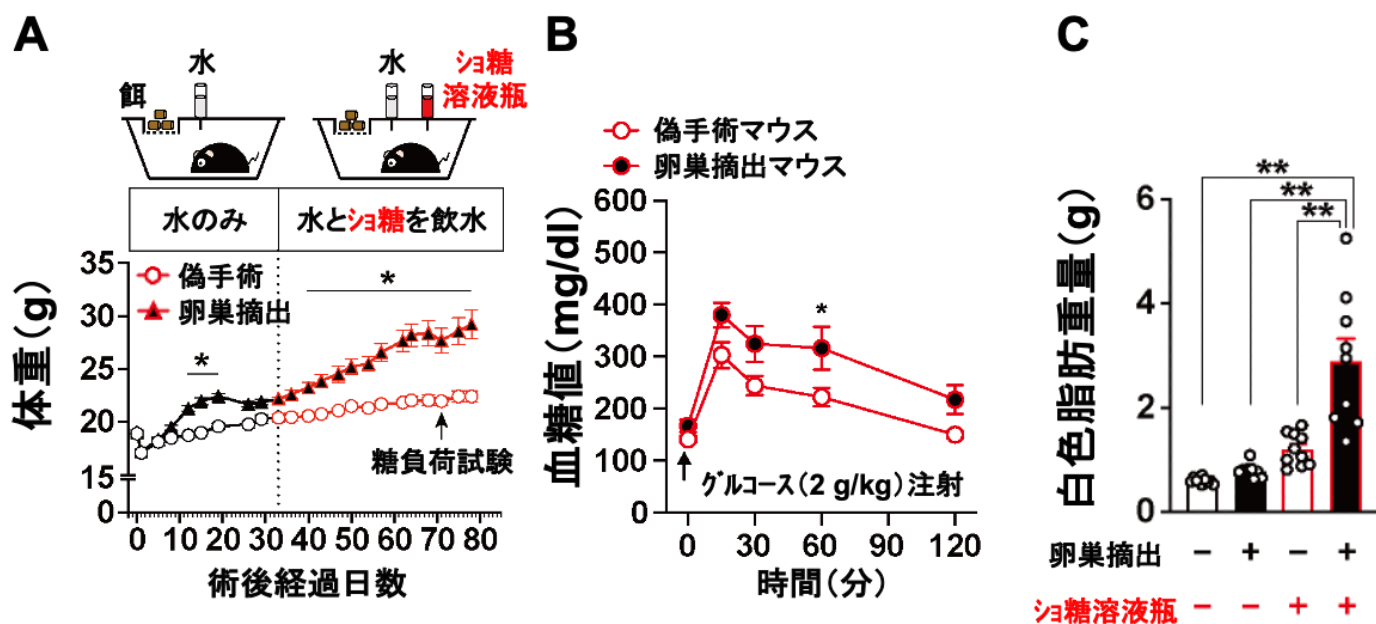 A
水
餌
水
ショ糖
溶液瓶
水のみ
水とショ糖を飲水
体重(g)
35
30
25
20
15
0
偽手術
卵巣摘出
*
*
糖負荷試験
0 10 20 30 40 50 60 70 80
術後経過日数
B
偽手術マウス
卵巣摘出マウス
血糖値(mg/dl)
600
500
400
300
200
100
0
*
グルコース(2 g/kg)注射
0 30 60 90 120
時間(分)
C
白色脂肪重量(g)
**
**
**
6
4
2
0
卵巣摘出 − + − +
ショ糖溶液瓶 − − + +